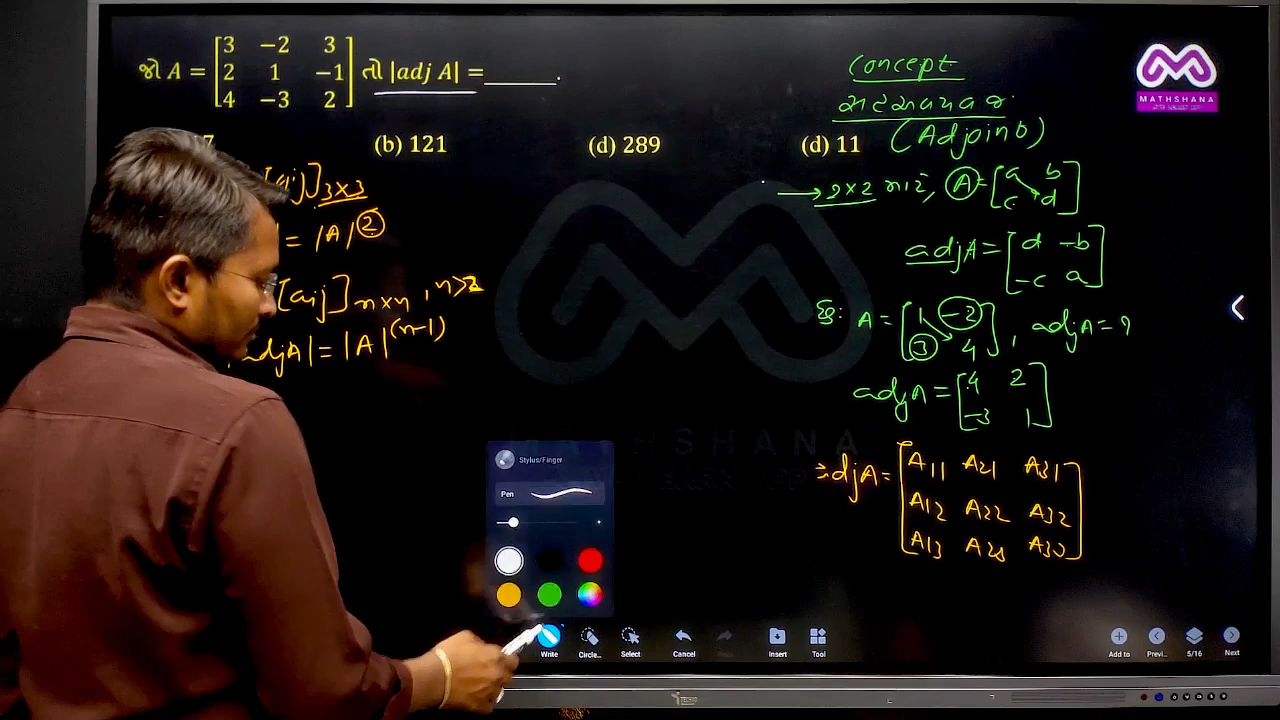 જો A = [3 −2 3
2 1 −1
4 −3 2] તો |adj A| = ______.
7 (b) 121 (d) 289 (d) 11
[aij]3×3
= |A|②
[aij]n×n , n>2
adjA| = |A|(n−1)
Concept
(Adjoint)
→ 2×2 A = [a b
c d]
adjA = [d −b
−c a]
A = [1 −2
3 4], adjA = ?
adjA = [4 2
−3 1]
djA = [A11 A21 A31
A12 A22 A32
A13 A23 A33]
MATHSHANA
MATHSHANA
Stylus/Finger
Pen
Write Circle... Select Cancel Insert Tool Add to Previ... 5/16 Next